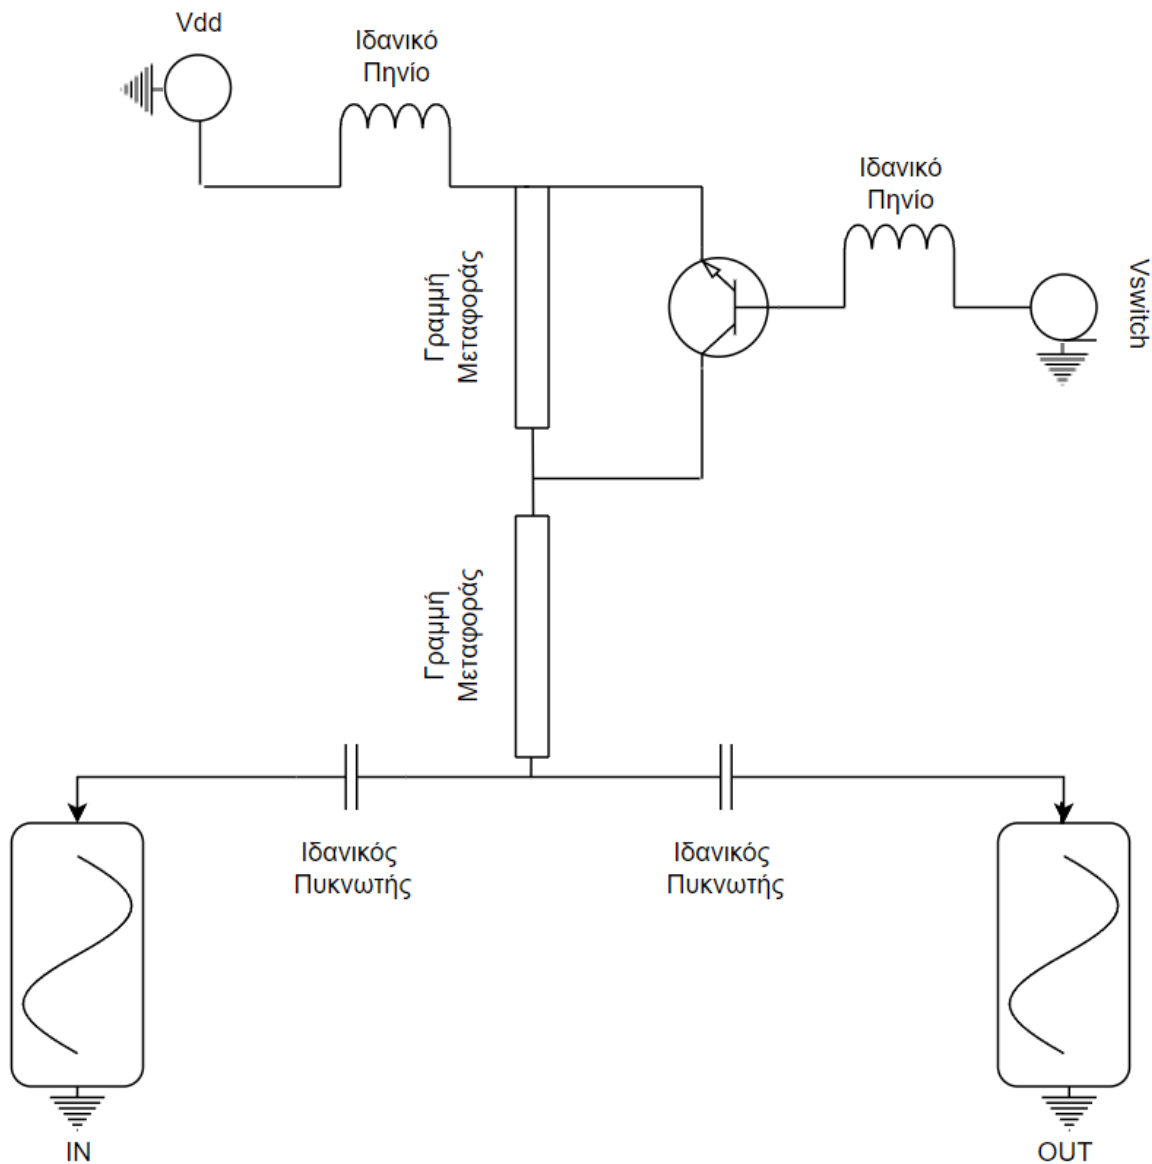 Vdd
Ιδανικό
Πηνίο
Ιδανικό
Πηνίο
Vswitch
Γραμμή
Μεταφοράς
Γραμμή
Μεταφοράς
Ιδανικός
Πυκνωτής
Ιδανικός
Πυκνωτής
IN
OUT